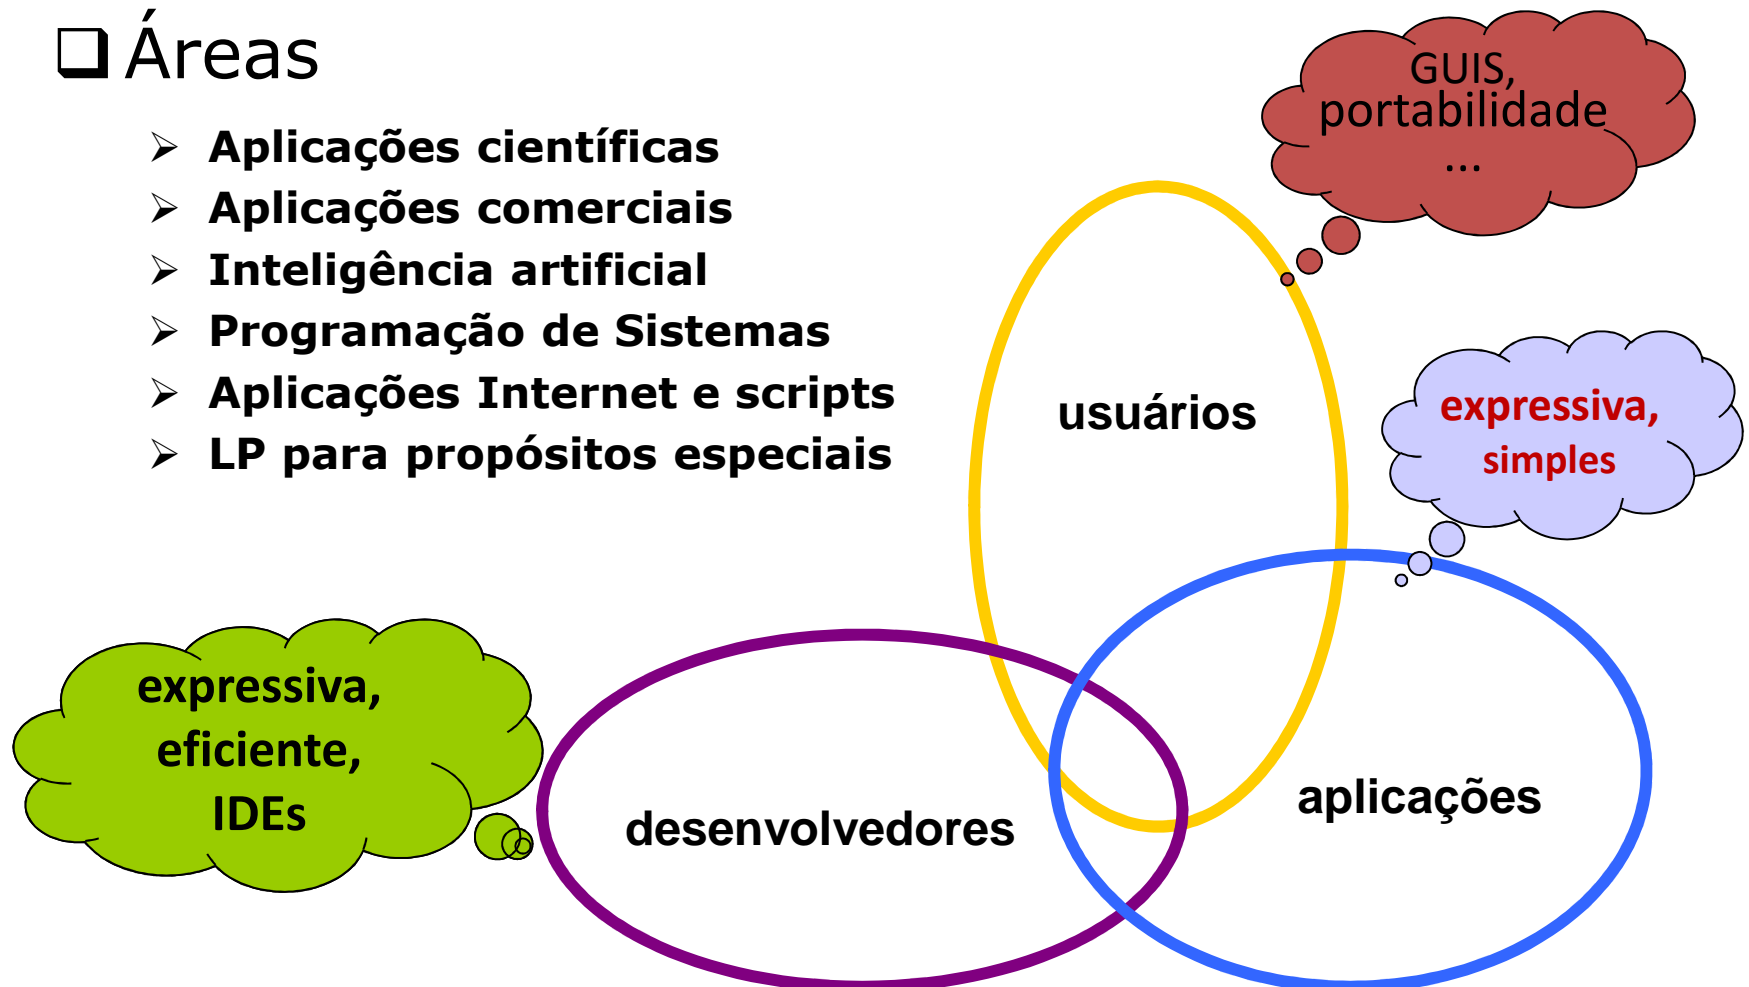 Áreas
Aplicações científicas
Aplicações comerciais
Inteligência artificial
Programação de Sistemas
Aplicações Internet e scripts
LP para propósitos especiais
GUIS,
portabilidade
...
usuários
expressiva,
simples
expressiva,
eficiente,
IDEs
desenvolvedores
aplicações